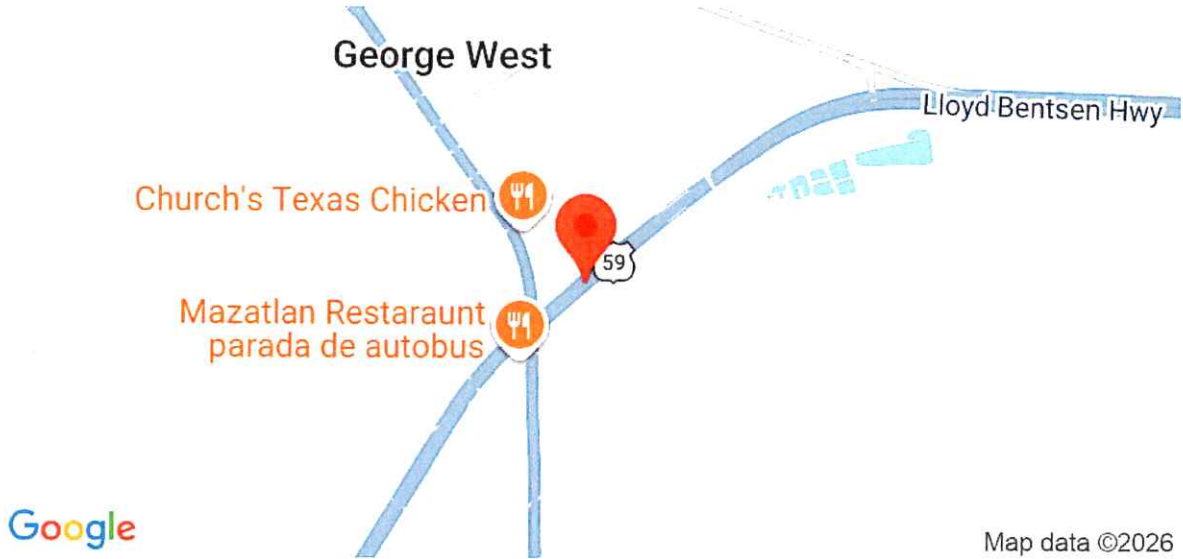 George West
Lloyd Bentsen Hwy
Church's Texas Chicken
59
Mazatlan Restaraunt
parada de autobus
Google
Map data ©2026